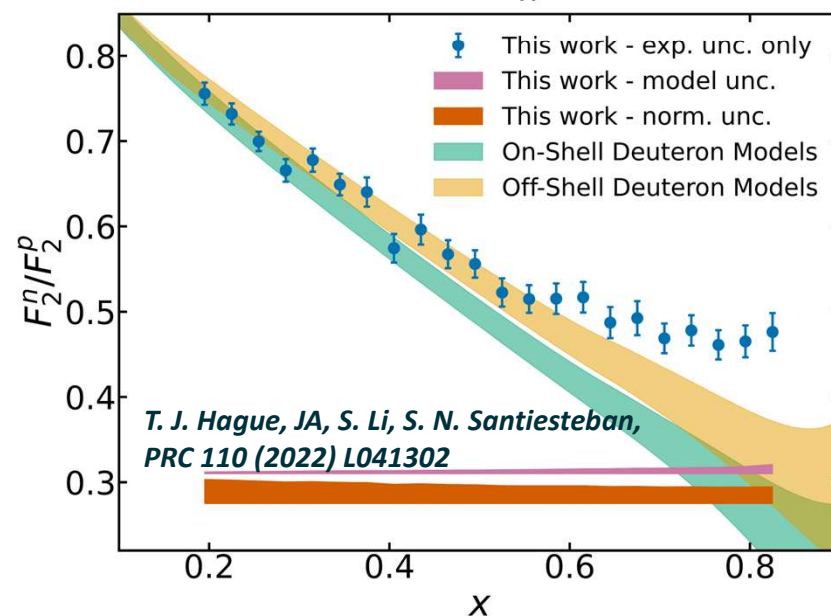 This work - exp. unc. only
This work - model unc.
This work - norm. unc.
On-Shell Deuteron Models
Off-Shell Deuteron Models
0.8
0.7
0.6
0.5
0.4
0.3
F₂ⁿ/F₂ᵖ
T. J. Hague, JA, S. Li, S. N. Santiesteban,
PRC 110 (2022) L041302
0.2 0.4 0.6 0.8
x